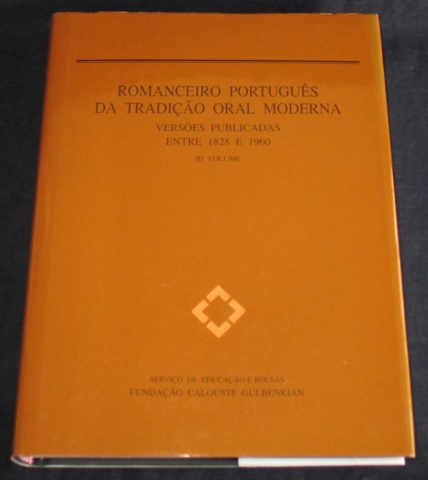 ROMANCEIRO PORTUGUÊS
DA TRADIÇÃO ORAL MODERNA
VERSÕES PUBLICADAS
ENTRE 1828 E 1960
III VOLUME
SERVIÇO DE EDUCAÇÃO E BOLSAS
FUNDAÇÃO CALOUSTE GULBENKIAN